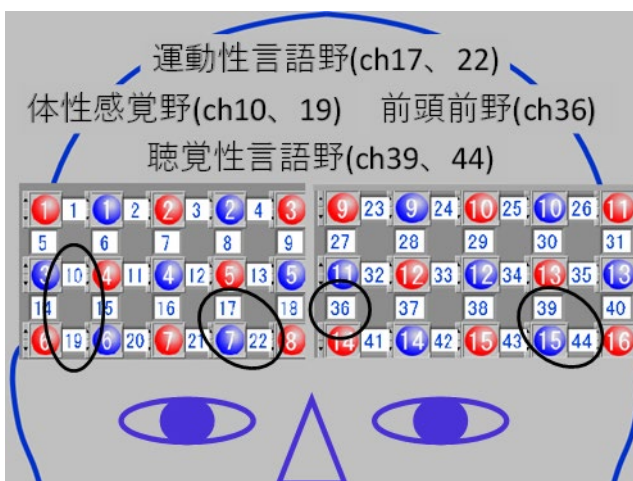 運動性言語野(ch17、22)
体性感覚野(ch10、19) 前頭前野(ch36)
聴覚性言語野(ch39、44)
1 1 1 2 2 3 2 4 3 9 23 9 24 10 25 10 26 11
5 6 7 8 9 27 28 29 30 31
3 10 4 11 4 12 5 13 5 11 32 12 33 12 34 13 35 13
14 15 16 17 18 36 37 38 39 40
6 19 6 20 7 21 7 22 8 14 41 14 42 15 43 15 44 16